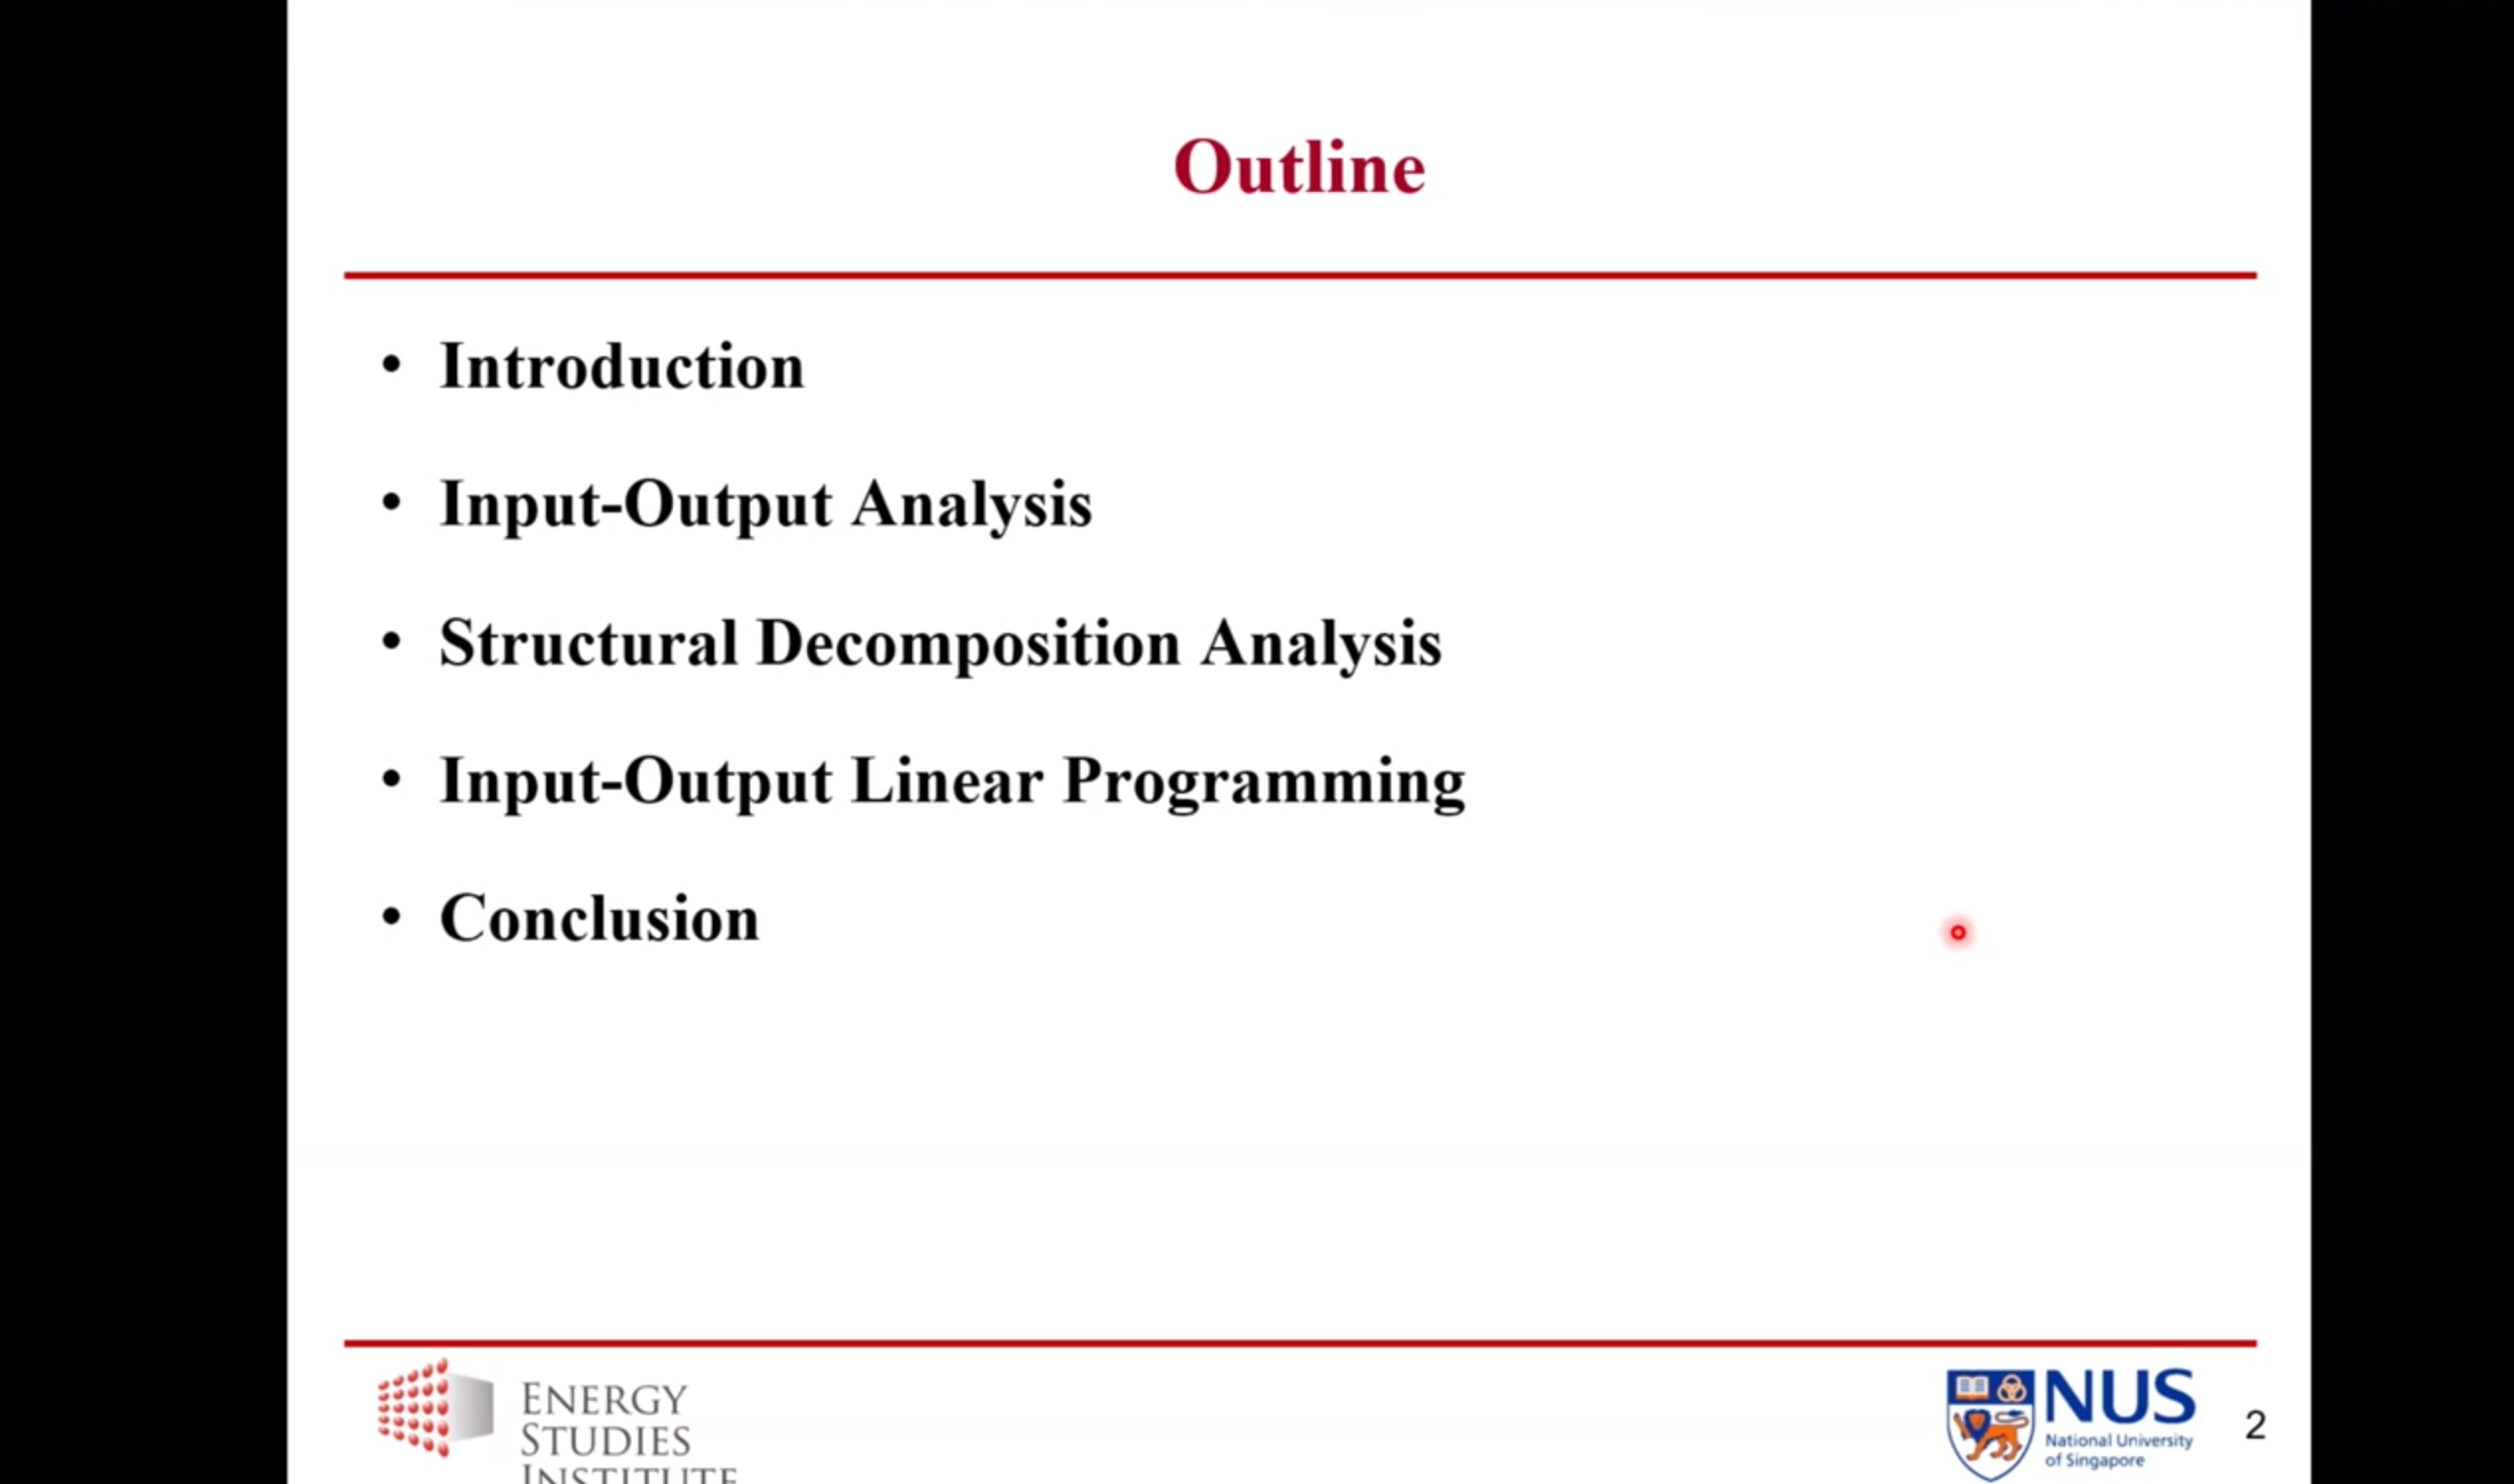 Outline
• Introduction
• Input-Output Analysis
• Structural Decomposition Analysis
• Input-Output Linear Programming
• Conclusion
ENERGY
STUDIES
INSTITUTE
NUS
National University
of Singapore
2